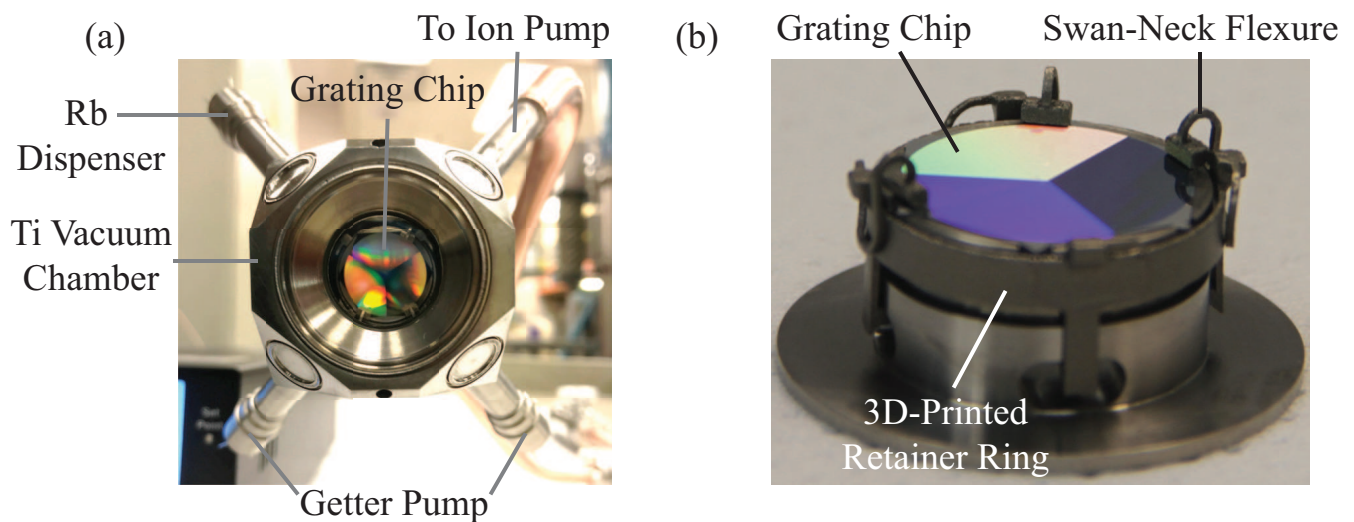 (a)
To Ion Pump
Grating Chip
Rb
Dispenser
Ti Vacuum
Chamber
Set
Getter Pump
(b)
Grating Chip
Swan-Neck Flexure
3D-Printed
Retainer Ring